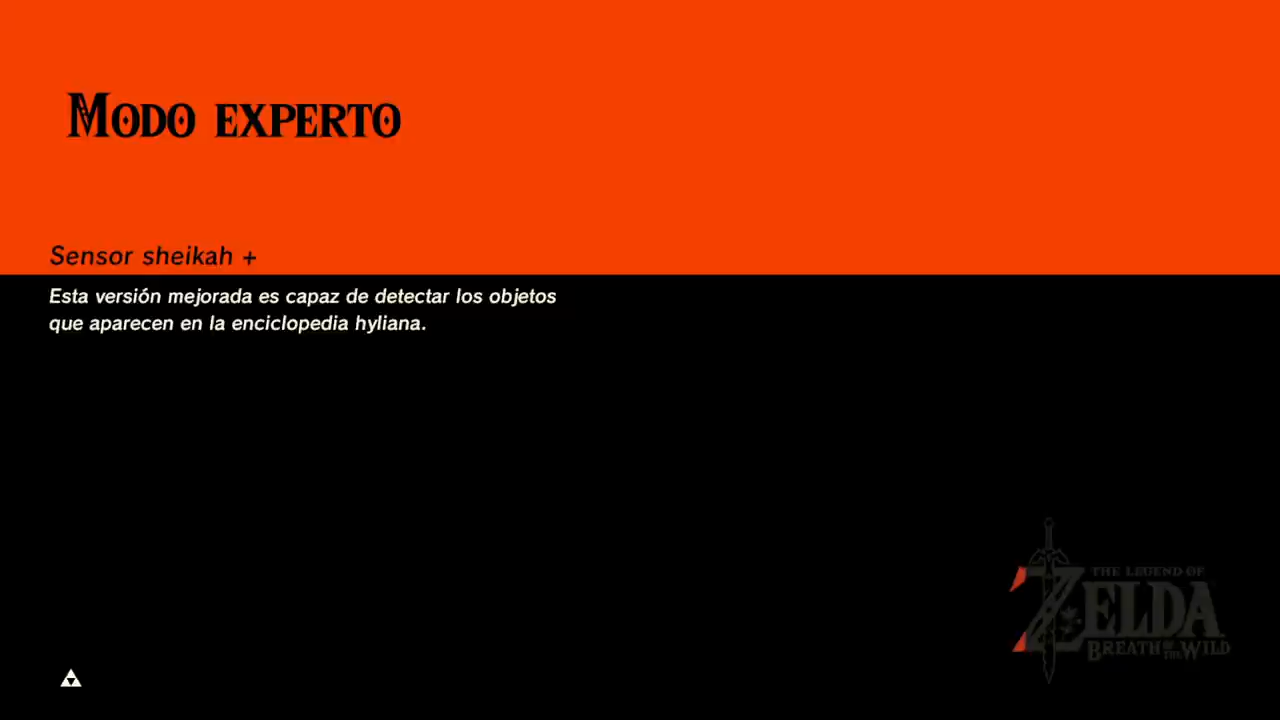 Modo experto
Sensor sheikah +
Esta versión mejorada es capaz de detectar los objetos
que aparecen en la enciclopedia hyliana.
THE LEGEND OF
ZELDA
BREATH OF THE WILD